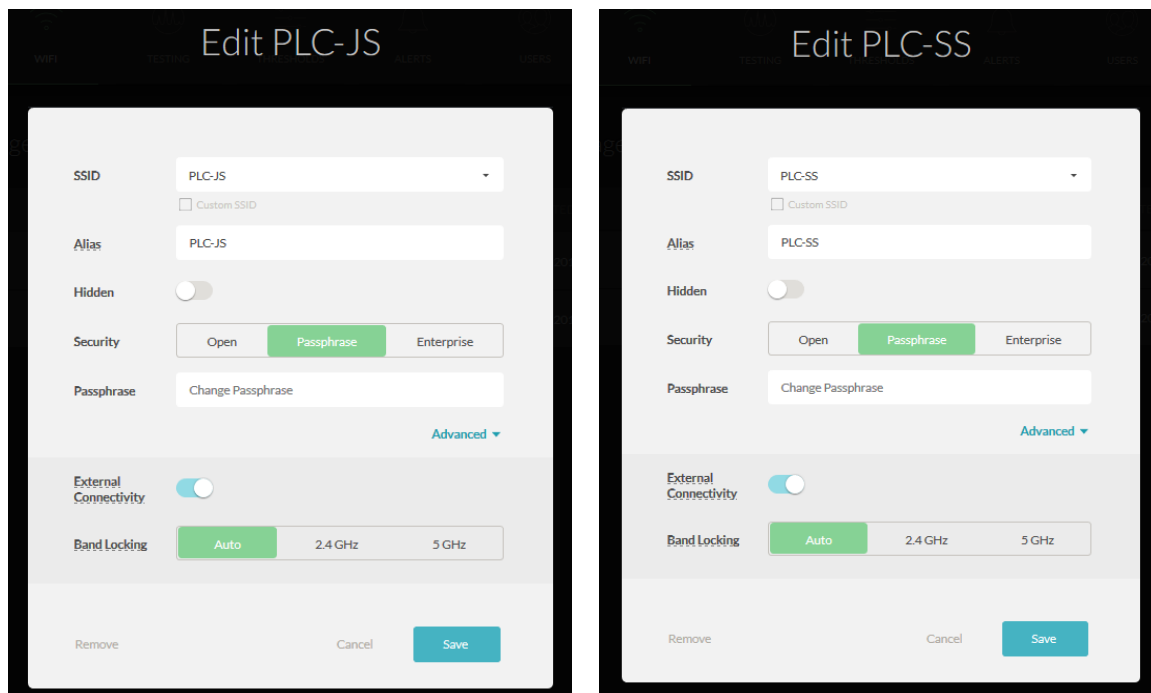 Edit PLC-JS
WIFI TESTING THRESHOLDS ALERTS USERS
SSID PLC-JS
Custom SSID
Alias PLC-JS
Hidden
Security Open Passphrase Enterprise
Passphrase Change Passphrase
Advanced
External
Connectivity
Band Locking Auto 2.4 GHz 5 GHz
Remove Cancel Save
Edit PLC-SS
WIFI TESTING THRESHOLDS ALERTS USERS
SSID PLC-SS
Custom SSID
Alias PLC-SS
Hidden
Security Open Passphrase Enterprise
Passphrase Change Passphrase
Advanced
External
Connectivity
Band Locking Auto 2.4 GHz 5 GHz
Remove Cancel Save